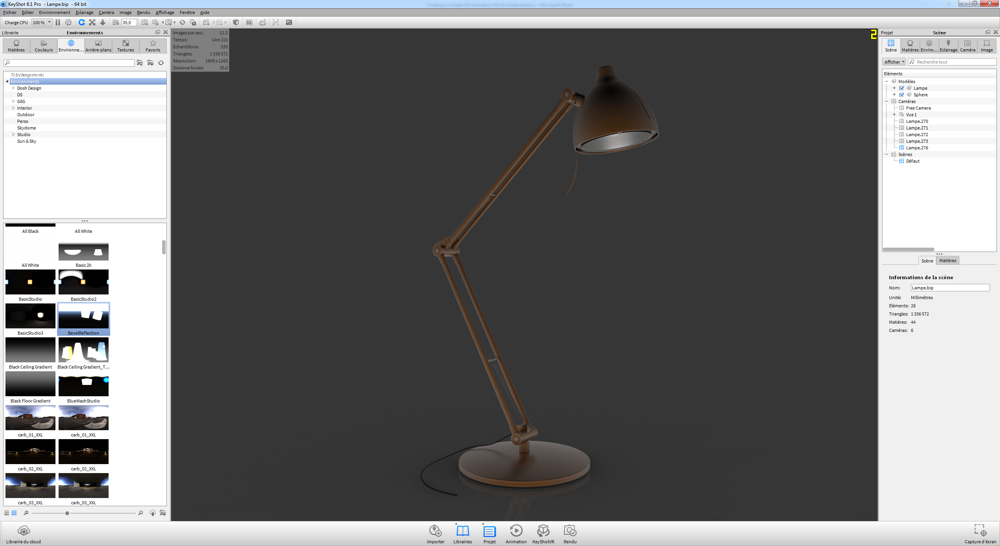 KeyShot 6.1 Pro - Lampe.bip - 64 bit
Fichier Editer Environnement Eclairage Caméra Image Rendu Affichage Fenêtre Aide
Charge CPU 100 % 35,0
Librairie Environnements
Matières Couleurs Environne... Arrière-plans Textures Favoris
Téléchargements
Environments
Dosh Design
DS
GSG
Interior
Outdoor
Perso
Skydome
Studio
Sun & Sky
All Black All White
All White Basic 2k
BasicStudio BasicStudio2
BasicStudio3 BevelReflection
Black Ceiling Gradient Black Ceiling Gradient_T...
Black Floor Gradient BlueWashStudio
carb_01_XXL carb_01_XXL
carb_02_XXL carb_02_XXL
carb_03_XXL carb_03_XXL
Images par sec.: 12.3
Temps: 14m 22s
Echantillons: 530
Triangles: 1 336 572
Résolution: 1809 x 1263
Distance focale: 35.0
2
Projet Scène
Scène Matières Enviro... Eclairage Caméra Image
Afficher Recherche tout
Eléments
Modèles
Lampe
Sphere
Caméras
Free Camera
Vue 1
Lampe.270
Lampe.271
Lampe.272
Lampe.273
Lampe.276
Scènes
Défaut
Scène Matières
Informations de la scène
Nom: Lampe.bip
Unité: Millimètres
Eléments: 28
Triangles: 1 336 572
Matières: 44
Caméras: 6
Librairie du cloud Importer Librairies Projet Animation KeyShotVR Rendu Capture d'écran